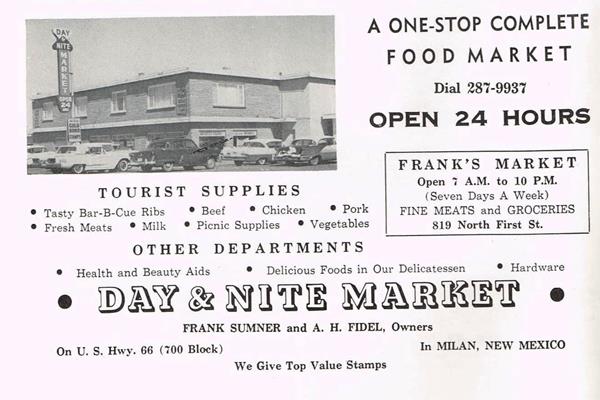 DAY
NITE
MARKET
OPEN
24
A ONE-STOP COMPLETE
FOOD MARKET
Dial 287-9937
OPEN 24 HOURS
FRANK'S MARKET
Open 7 A.M. to 10 P.M.
(Seven Days A Week)
FINE MEATS and GROCERIES
819 North First St.
TOURIST SUPPLIES
• Tasty Bar-B-Cue Ribs • Beef • Chicken • Pork
• Fresh Meats • Milk • Picnic Supplies • Vegetables
OTHER DEPARTMENTS
• Health and Beauty Aids • Delicious Foods in Our Delicatessen • Hardware
• DAY & NITE MARKET •
FRANK SUMNER and A. H. FIDEL, Owners
On U. S. Hwy. 66 (700 Block) In MILAN, NEW MEXICO
We Give Top Value Stamps